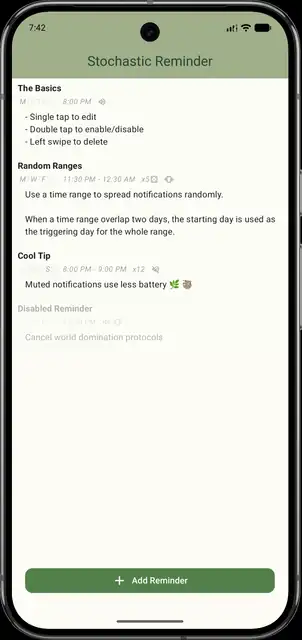 7:42
Stochastic Reminder
The Basics
M 8:00 PM
- Single tap to edit
- Double tap to enable/disable
- Left swipe to delete
Random Ranges
M W F 11:30 PM - 12:30 AM x5
Use a time range to spread notifications randomly.
When a time range overlap two days, the starting day is used as
the triggering day for the whole range.
Cool Tip
S 8:00 PM - 9:00 PM x12
Muted notifications use less battery 🌿 🦥
Disabled Reminder
Cancel world domination protocols
+ Add Reminder